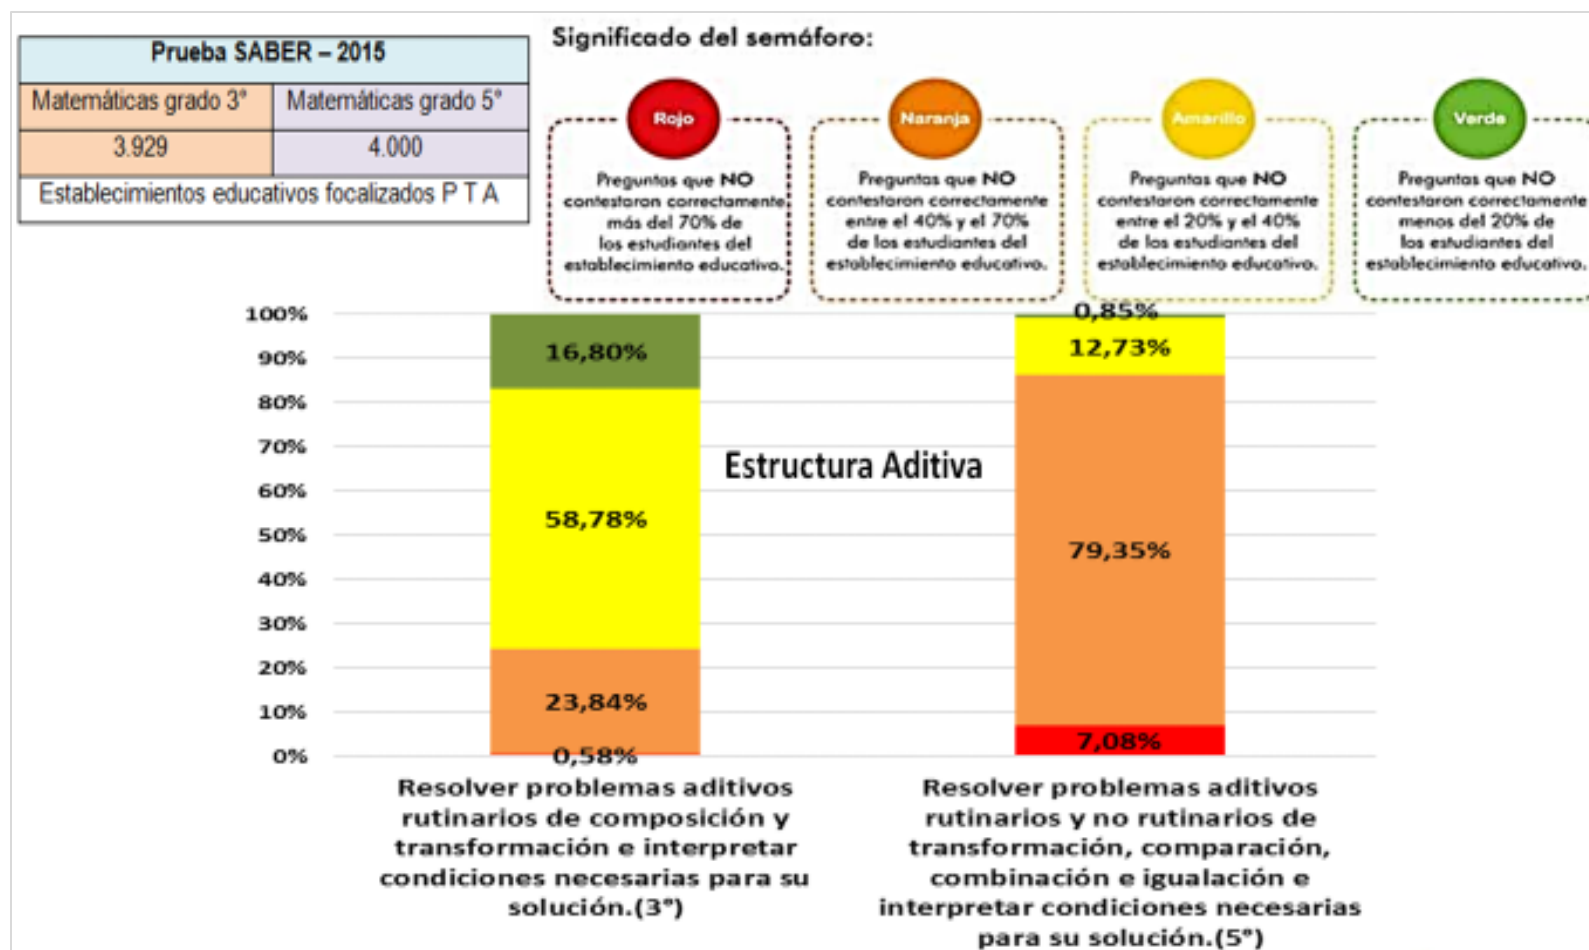 Prueba SABER – 2015
Matemáticas grado 3°
Matemáticas grado 5°
3.929
4.000
Establecimientos educativos focalizados P T A
Significado del semáforo:
Rojo
Preguntas que NO
contestaron correctamente
más del 70% de
los estudiantes del
establecimiento educativo.
Naranja
Preguntas que NO
contestaron correctamente
entre el 40% y el 70%
de los estudiantes del
establecimiento educativo.
Amarillo
Preguntas que NO
contestaron correctamente
entre el 20% y el 40%
de los estudiantes del
establecimiento educativo.
Verde
Preguntas que NO
contestaron correctamente
menos del 20% de
los estudiantes del
establecimiento educativo.
100%
90%
80%
70%
60%
50%
40%
30%
20%
10%
0%
Estructura Aditiva
16,80%
58,78%
23,84%
0,58%
0,85%
12,73%
79,35%
7,08%
Resolver problemas aditivos
rutinarios de composición y
transformación e interpretar
condiciones necesarias para su
solución.(3°)
Resolver problemas aditivos
rutinarios y no rutinarios de
transformación, comparación,
combinación e igualación e
interpretar condiciones necesarias
para su solución.(5°)